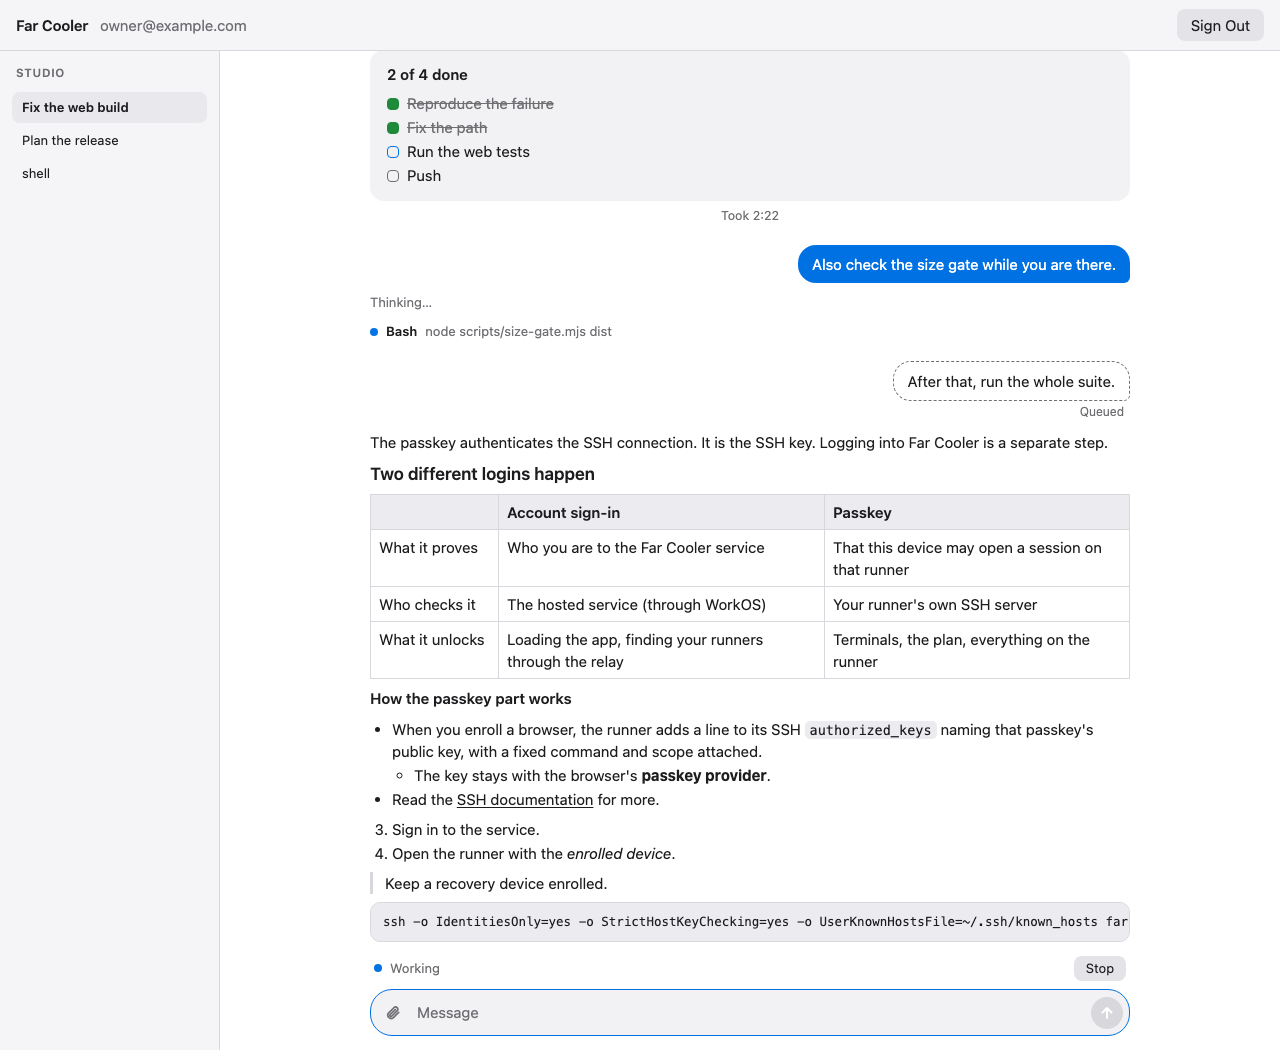 Far Cooler owner@example.com
Sign Out
STUDIO
Fix the web build
Plan the release
shell
2 of 4 done
Reproduce the failure
Fix the path
Run the web tests
Push
Took 2:22
Also check the size gate while you are there.
Thinking...
Bash node scripts/size-gate.mjs dist
After that, run the whole suite.
Queued
The passkey authenticates the SSH connection. It is the SSH key. Logging into Far Cooler is a separate step.
Two different logins happen
Account sign-in Passkey
What it proves Who you are to the Far Cooler service That this device may open a session on
that runner
Who checks it The hosted service (through WorkOS) Your runner's own SSH server
What it unlocks Loading the app, finding your runners Terminals, the plan, everything on the
through the relay runner
How the passkey part works
• When you enroll a browser, the runner adds a line to its SSH authorized_keys naming that passkey's
public key, with a fixed command and scope attached.
◦ The key stays with the browser's passkey provider.
• Read the SSH documentation for more.
3. Sign in to the service.
4. Open the runner with the enrolled device.
Keep a recovery device enrolled.
ssh -o IdentitiesOnly=yes -o StrictHostKeyChecking=yes -o UserKnownHostsFile=~/.ssh/known_hosts far
Working
Stop
Message